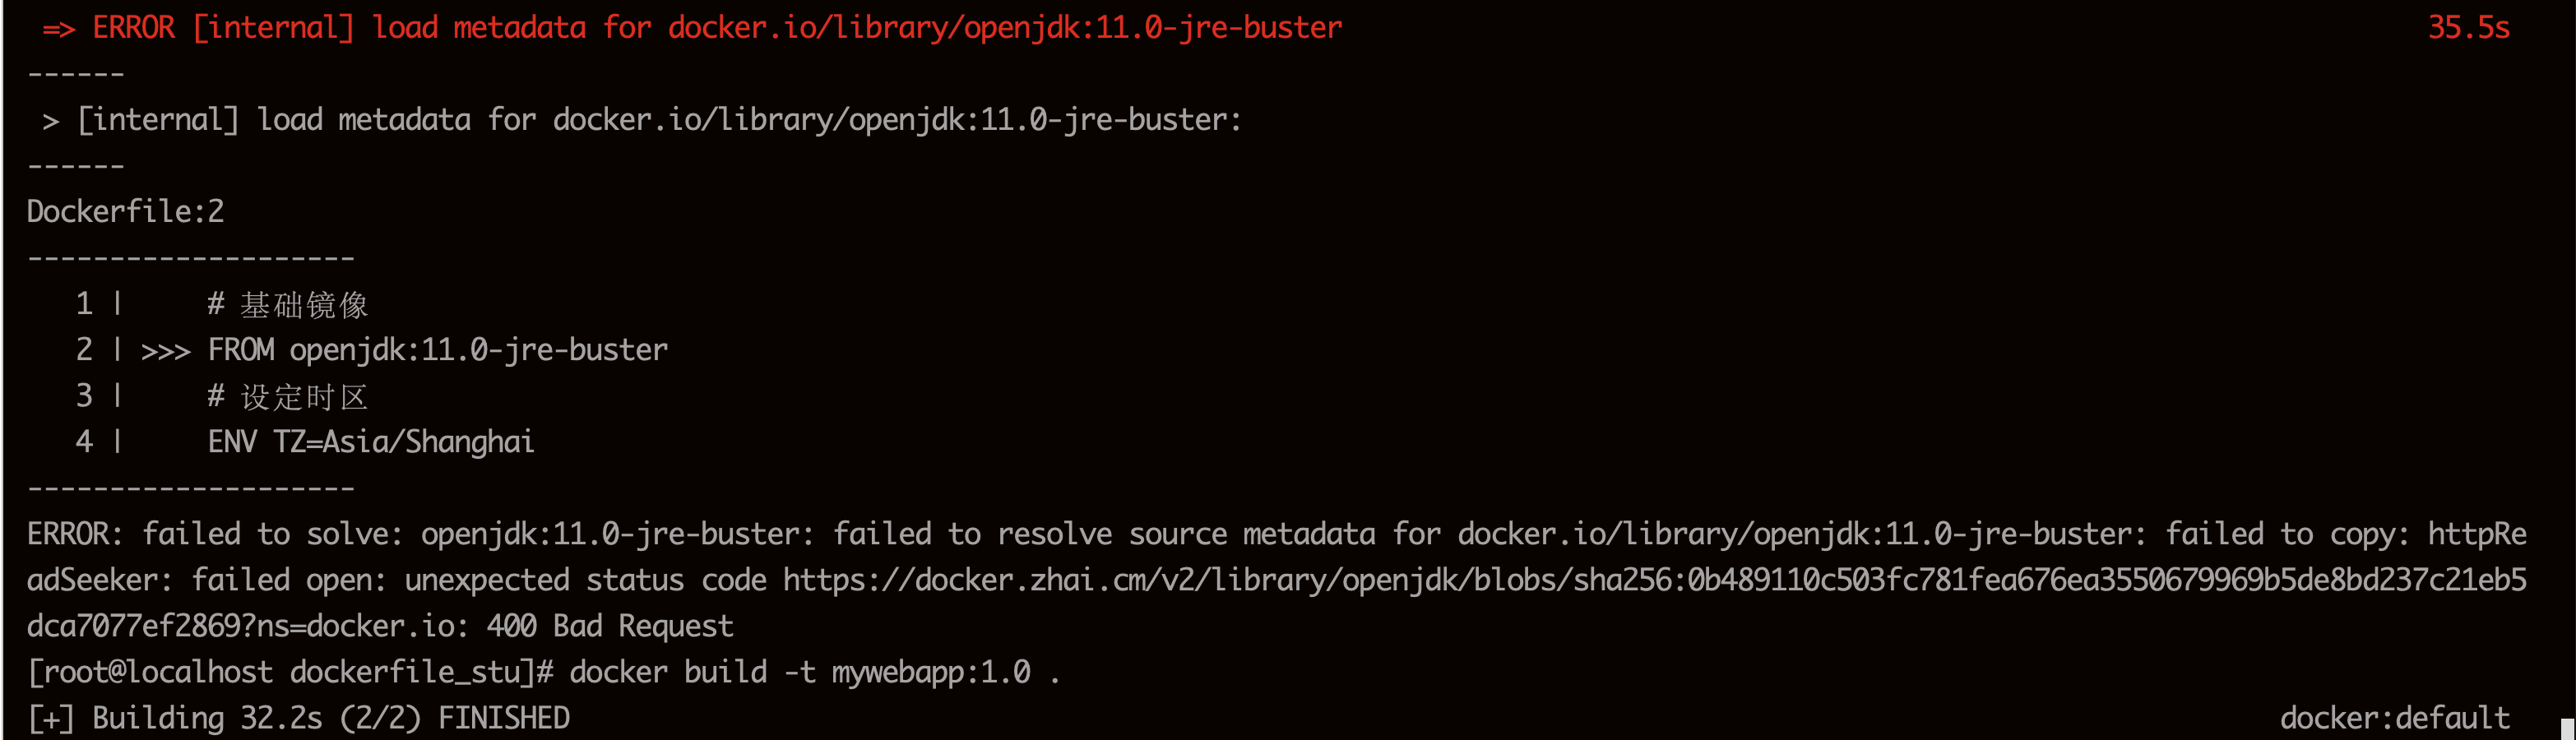 => ERROR [internal] load metadata for docker.io/library/openjdk:11.0-jre-buster 35.5s
------
> [internal] load metadata for docker.io/library/openjdk:11.0-jre-buster:
------
Dockerfile:2
--------------------
1 | # 基础镜像
2 | >>> FROM openjdk:11.0-jre-buster
3 | # 设定时区
4 | ENV TZ=Asia/Shanghai
--------------------
ERROR: failed to solve: openjdk:11.0-jre-buster: failed to resolve source metadata for docker.io/library/openjdk:11.0-jre-buster: failed to copy: httpRe
adSeeker: failed open: unexpected status code https://docker.zhai.cm/v2/library/openjdk/blobs/sha256:0b489110c503fc781fea676ea3550679969b5de8bd237c21eb5
dca7077ef2869?ns=docker.io: 400 Bad Request
[root@localhost dockerfile_stu]# docker build -t mywebapp:1.0 .
[+] Building 32.2s (2/2) FINISHED docker:default